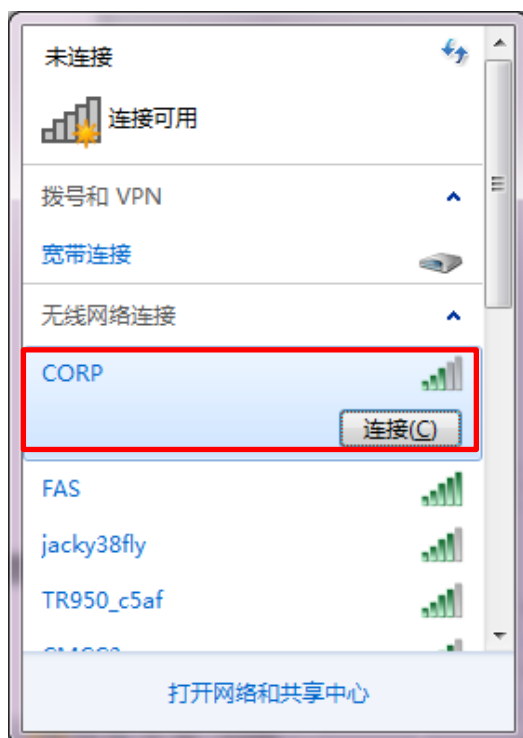 未连接
连接可用
拨号和 VPN
宽带连接
无线网络连接
CORP
连接(C)
FAS
jacky38fly
TR950_c5af
打开网络和共享中心